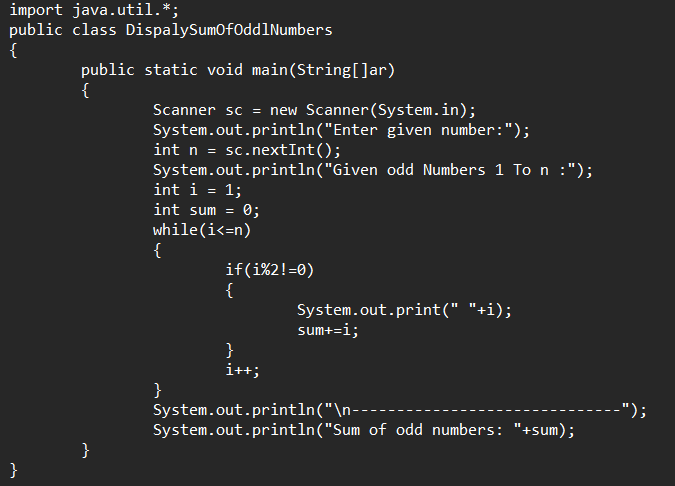 import java.util.*;
public class DispalySumOfOddlNumbers
{
        public static void main(String[]ar)
        {
                Scanner sc = new Scanner(System.in);
                System.out.println("Enter given number:");
                int n = sc.nextInt();
                System.out.println("Given odd Numbers 1 To n :");
                int i = 1;
                int sum = 0;
                while(i<=n)
                {
                        if(i%2!=0)
                        {
                                System.out.print(" "+i);
                                sum+=i;
                        }
                        i++;
                }
                System.out.println("\n------------------------------");
                System.out.println("Sum of odd numbers: "+sum);
        }
}